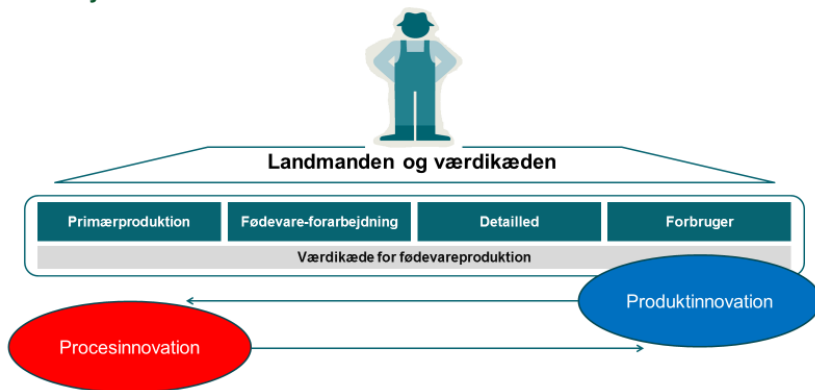 Landmanden og værdikæden
Primærproduktion
Fødevare-forarbejdning
Detailled
Forbruger
Værdikæde for fødevareproduktion
Produktinnovation
Procesinnovation